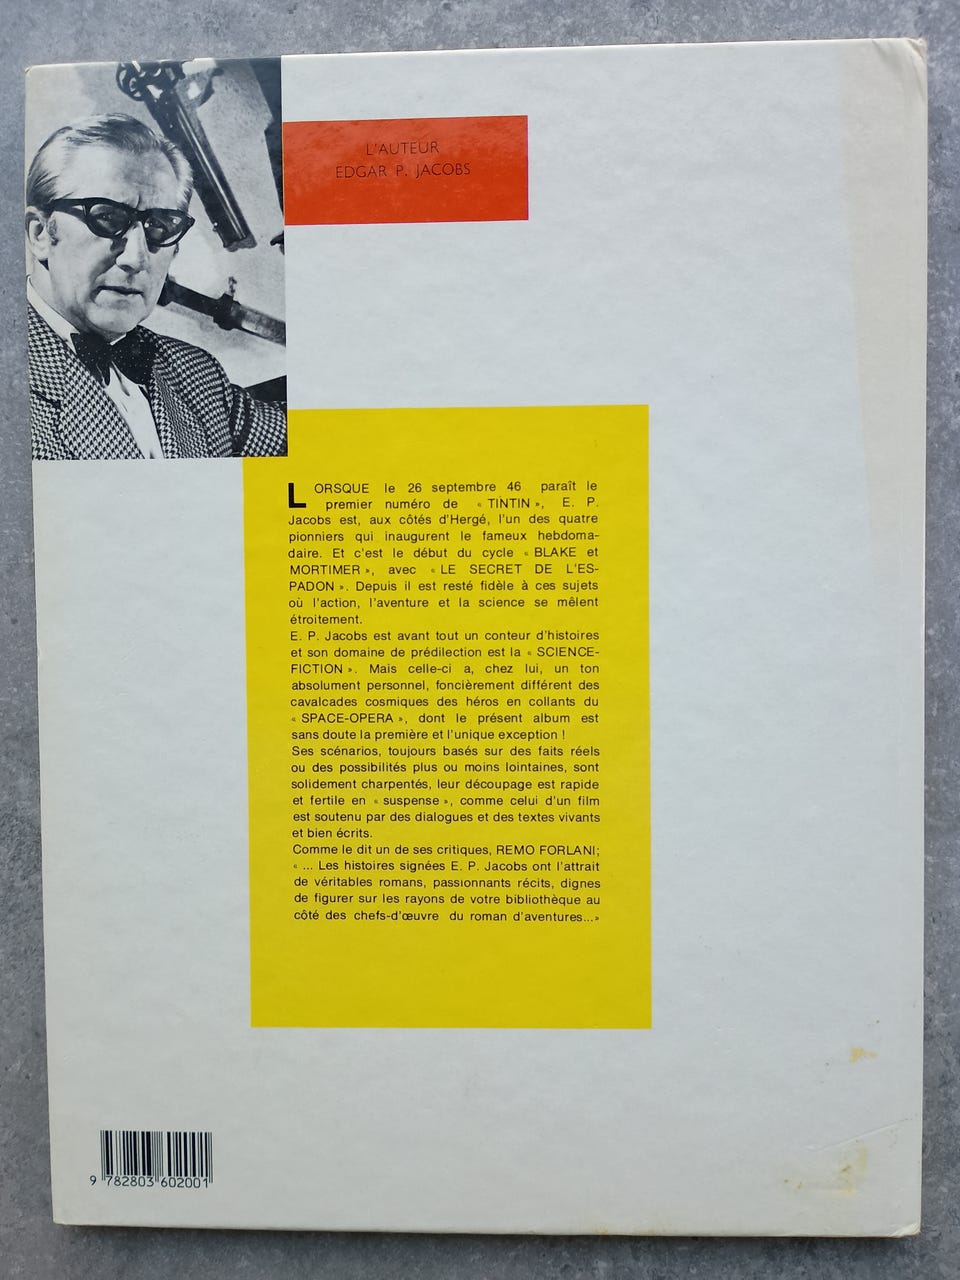 L'AUTEUR
EDGAR P. JACOBS
LORSQUE le 26 septembre 46 paraît le
premier numéro de « TINTIN », E. P.
Jacobs est, aux côtés d'Hergé, l'un des quatre
pionniers qui inaugurent le fameux hebdoma-
daire. Et c'est le début du cycle « BLAKE et
MORTIMER », avec « LE SECRET DE L'ES-
PADON ». Depuis il est resté fidèle à ces sujets
où l'action, l'aventure et la science se mêlent
étroitement.
E. P. Jacobs est avant tout un conteur d'histoires
et son domaine de prédilection est la « SCIENCE-
FICTION ». Mais celle-ci a, chez lui, un ton
absolument personnel, foncièrement différent des
cavalcades cosmiques des héros en collants du
« SPACE-OPERA », dont le présent album est
sans doute la première et l'unique exception !
Ses scénarios, toujours basés sur des faits réels
ou des possibilités plus ou moins lointaines, sont
solidement charpentés, leur découpage est rapide
et fertile en « suspense », comme celui d'un film
est soutenu par des dialogues et des textes vivants
et bien écrits.
Comme le dit un de ses critiques, REMO FORLANI;
« ... Les histoires signées E. P. Jacobs ont l'attrait
de véritables romans, passionnants récits, dignes
de figurer sur les rayons de votre bibliothèque au
côté des chefs-d'œuvre du roman d'aventures...»
9 782803 602001